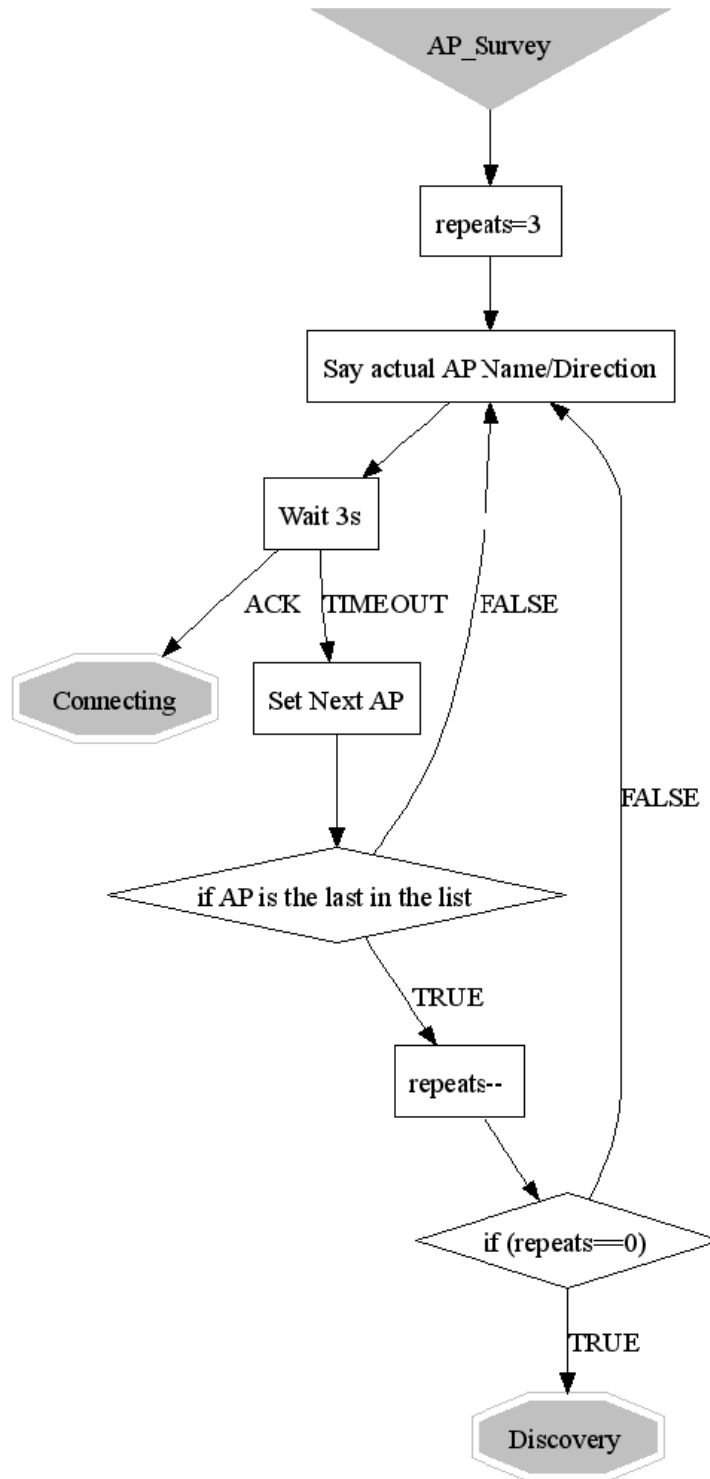 AP_Survey
repeats=3
Say actual AP Name/Direction
Wait 3s
ACK
TIMEOUT
FALSE
Connecting
Set Next AP
FALSE
if AP is the last in the list
TRUE
repeats--
if (repeats==0)
TRUE
Discovery